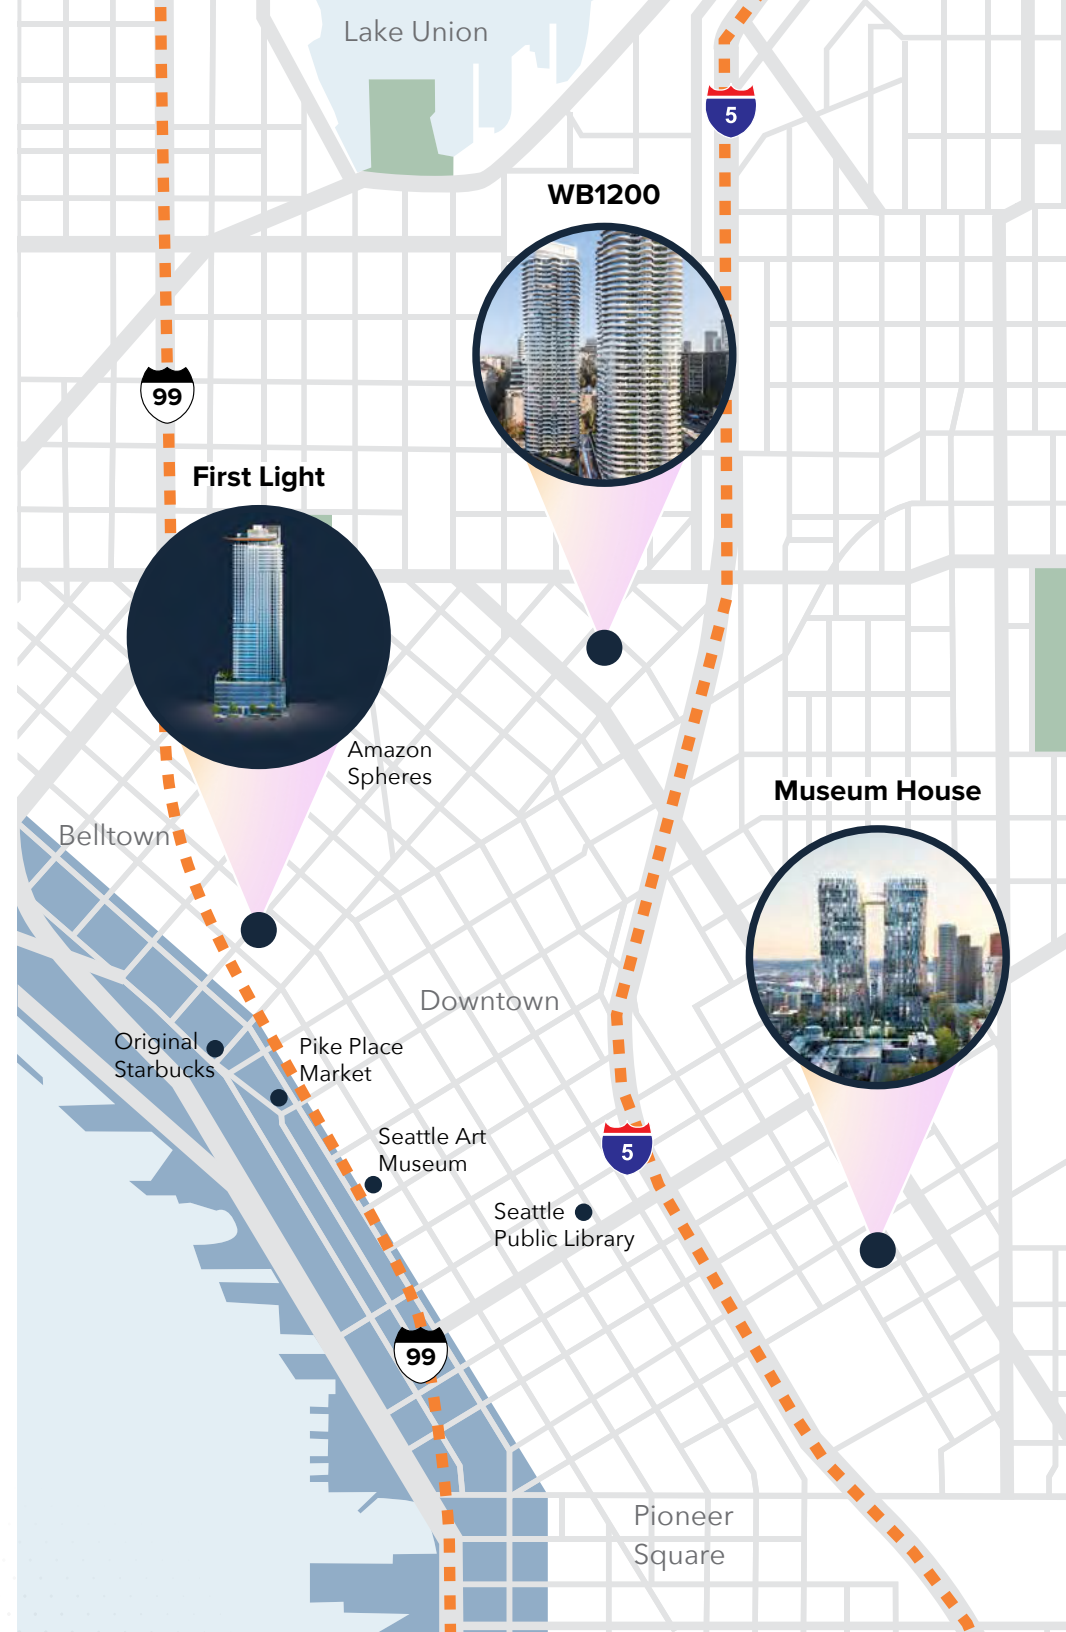 Lake Union
5
WB1200
99
First Light
Amazon
Spheres
Museum House
Belltown
Downtown
Original
Starbucks
Pike Place
Market
Seattle Art
Museum
5
Seattle
Public Library
99
Pioneer
Square